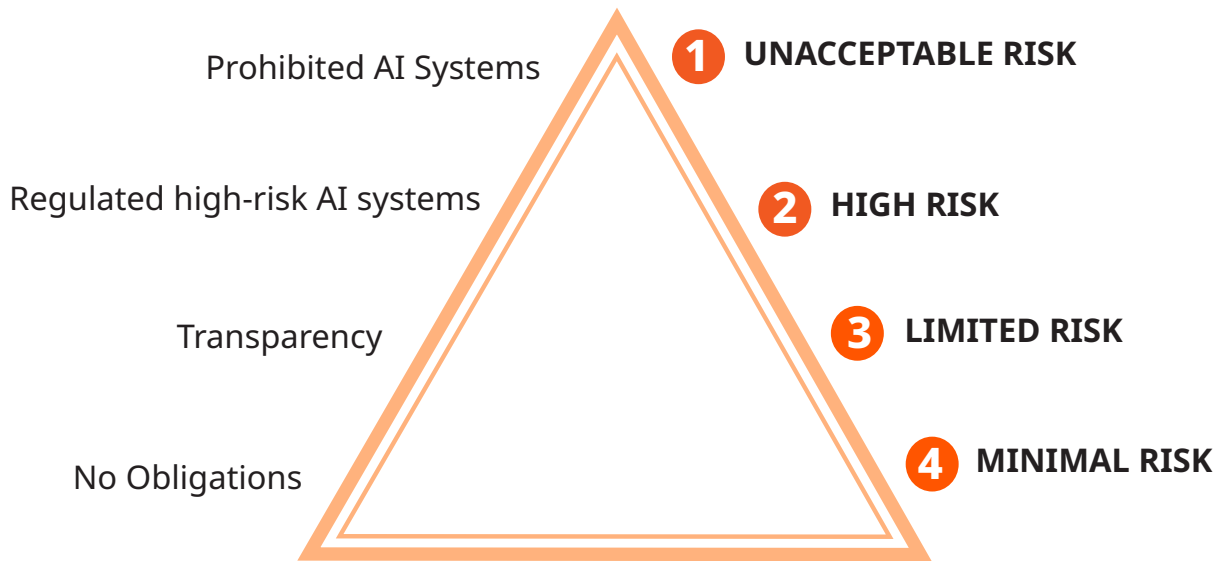 Prohibited AI Systems
1 UNACCEPTABLE RISK
Regulated high-risk AI systems
2 HIGH RISK
Transparency
3 LIMITED RISK
No Obligations
4 MINIMAL RISK